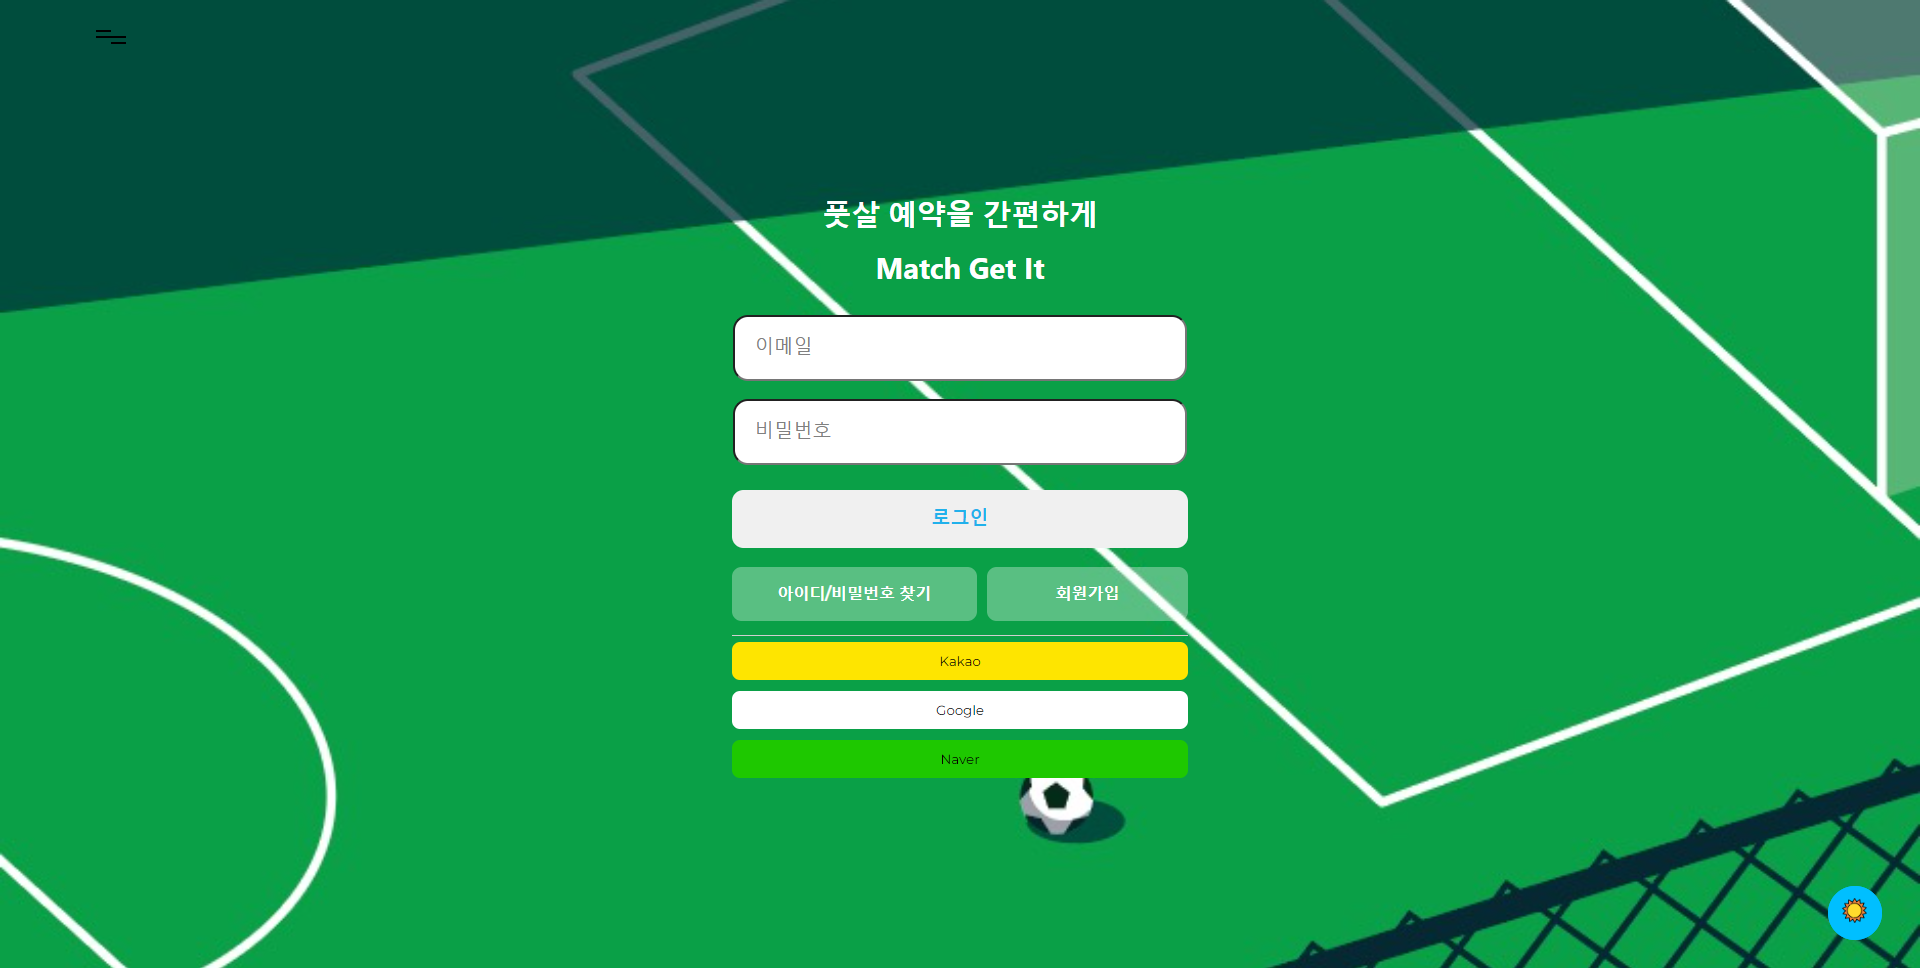 풋살 예약을 간편하게
Match Get It
이메일
비밀번호
로그인
아이디/비밀번호 찾기
회원가입
Kakao
Google
Naver